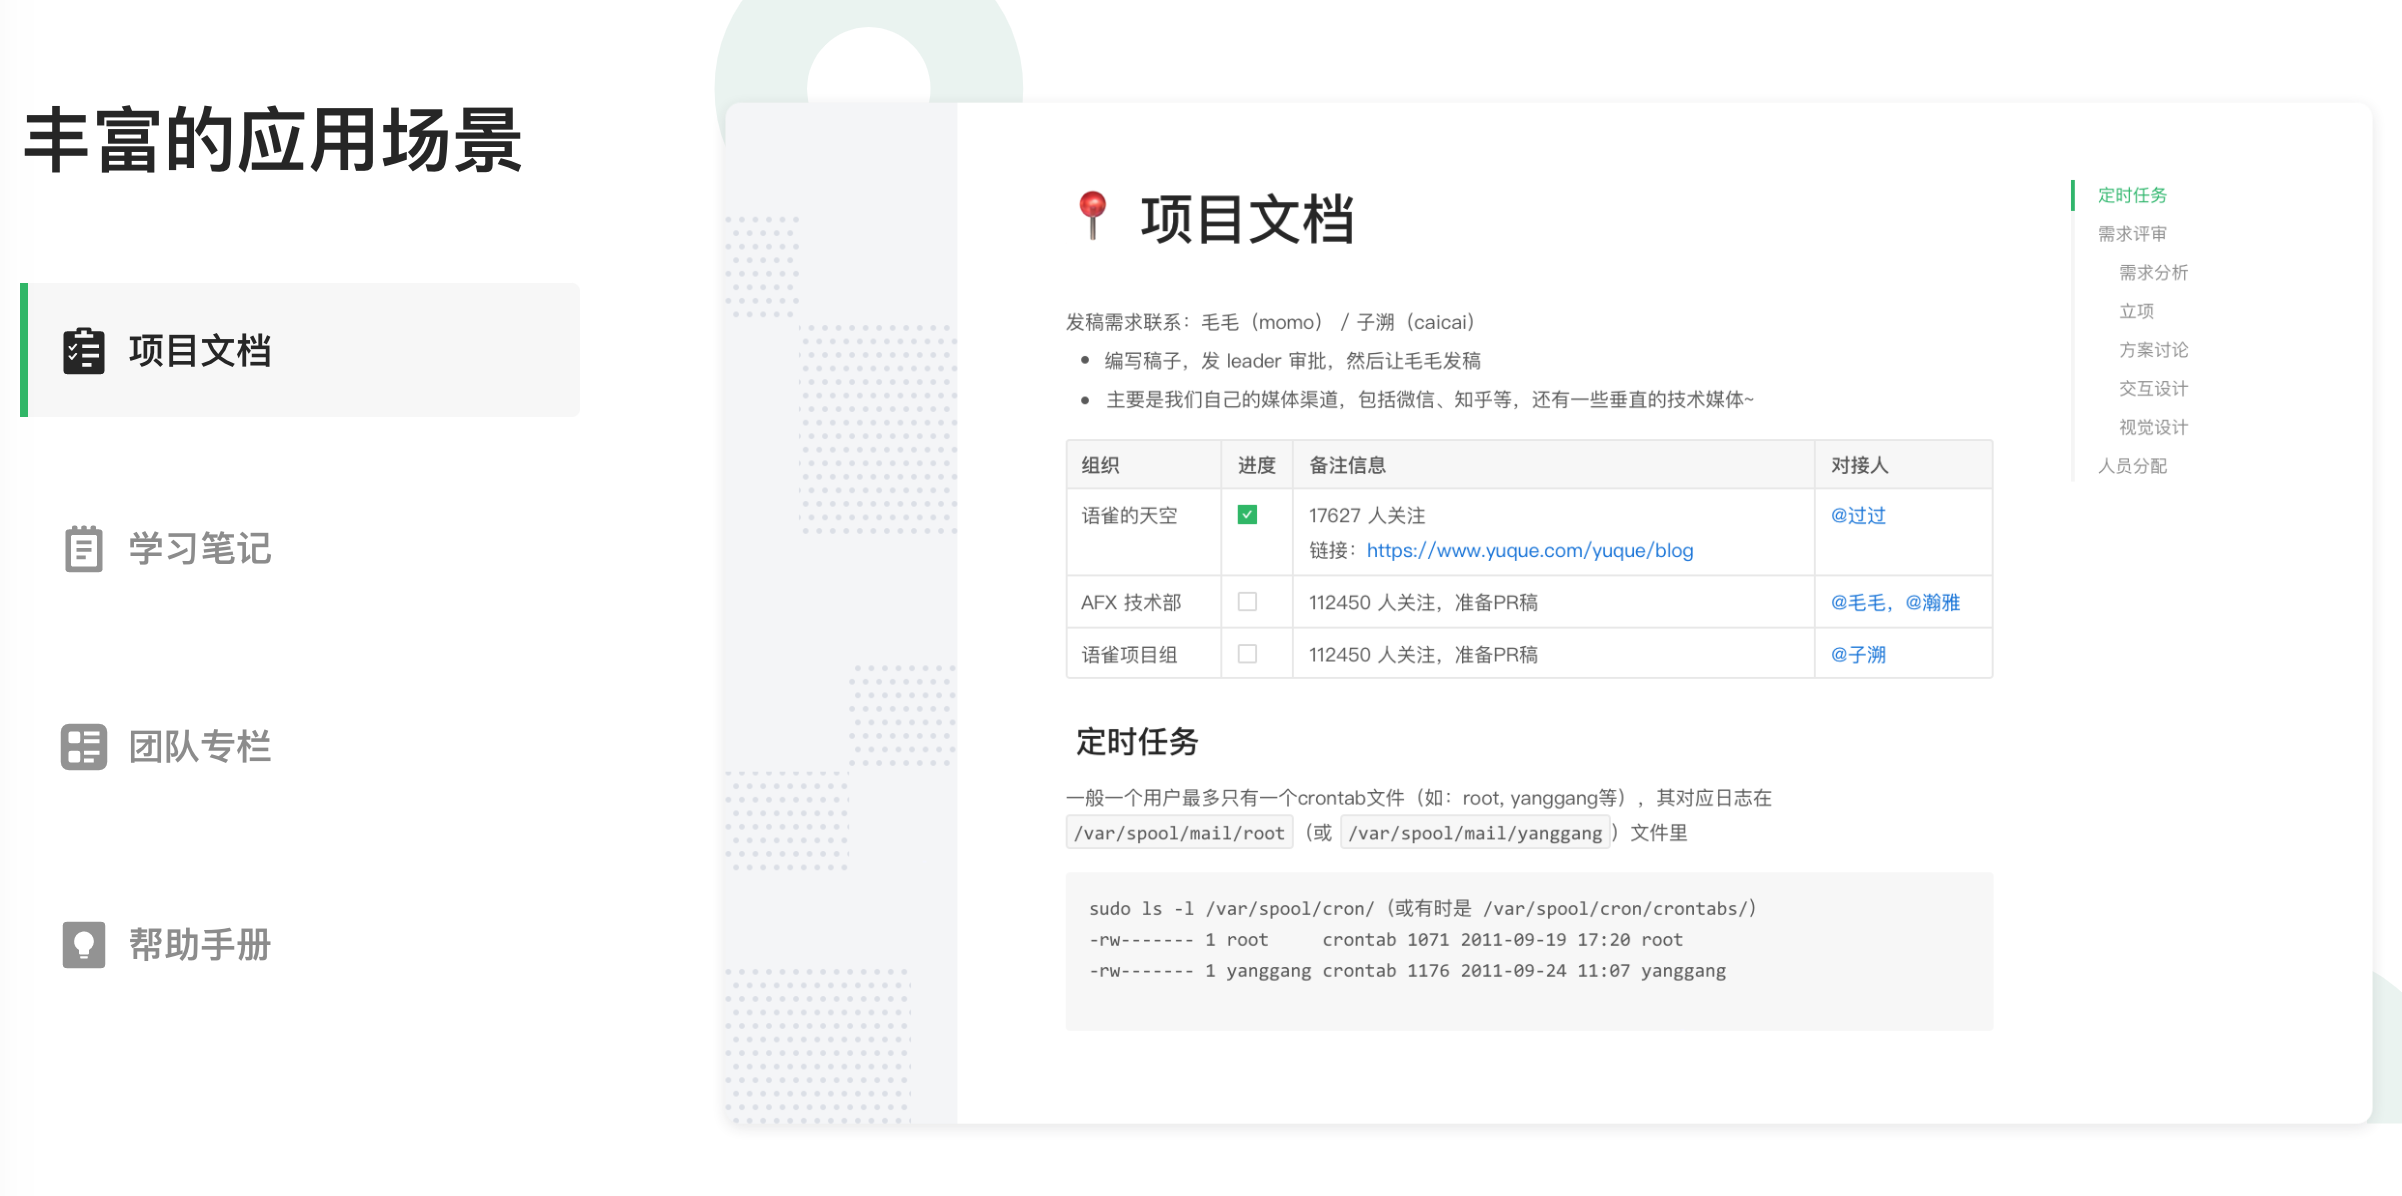 丰富的应用场景
项目文档
学习笔记
团队专栏
帮助手册
项目文档
发稿需求联系：毛毛（momo） / 子溯（caicai）
• 编写稿子，发 leader 审批，然后让毛毛发稿
• 主要是我们自己的媒体渠道，包括微信、知乎等，还有一些垂直的技术媒体~
组织 进度 备注信息 对接人
语雀的天空 17627 人关注 @过过
链接：https://www.yuque.com/yuque/blog
AFX 技术部 112450 人关注，准备PR稿 @毛毛，@瀚雅
语雀项目组 112450 人关注，准备PR稿 @子溯
定时任务
一般一个用户最多只有一个crontab文件（如：root, yanggang等），其对应日志在
/var/spool/mail/root （或 /var/spool/mail/yanggang ）文件里
sudo ls -l /var/spool/cron/（或有时是 /var/spool/cron/crontabs/）
-rw------- 1 root     crontab 1071 2011-09-19 17:20 root
-rw------- 1 yanggang crontab 1176 2011-09-24 11:07 yanggang
定时任务
需求评审
需求分析
立项
方案讨论
交互设计
视觉设计
人员分配